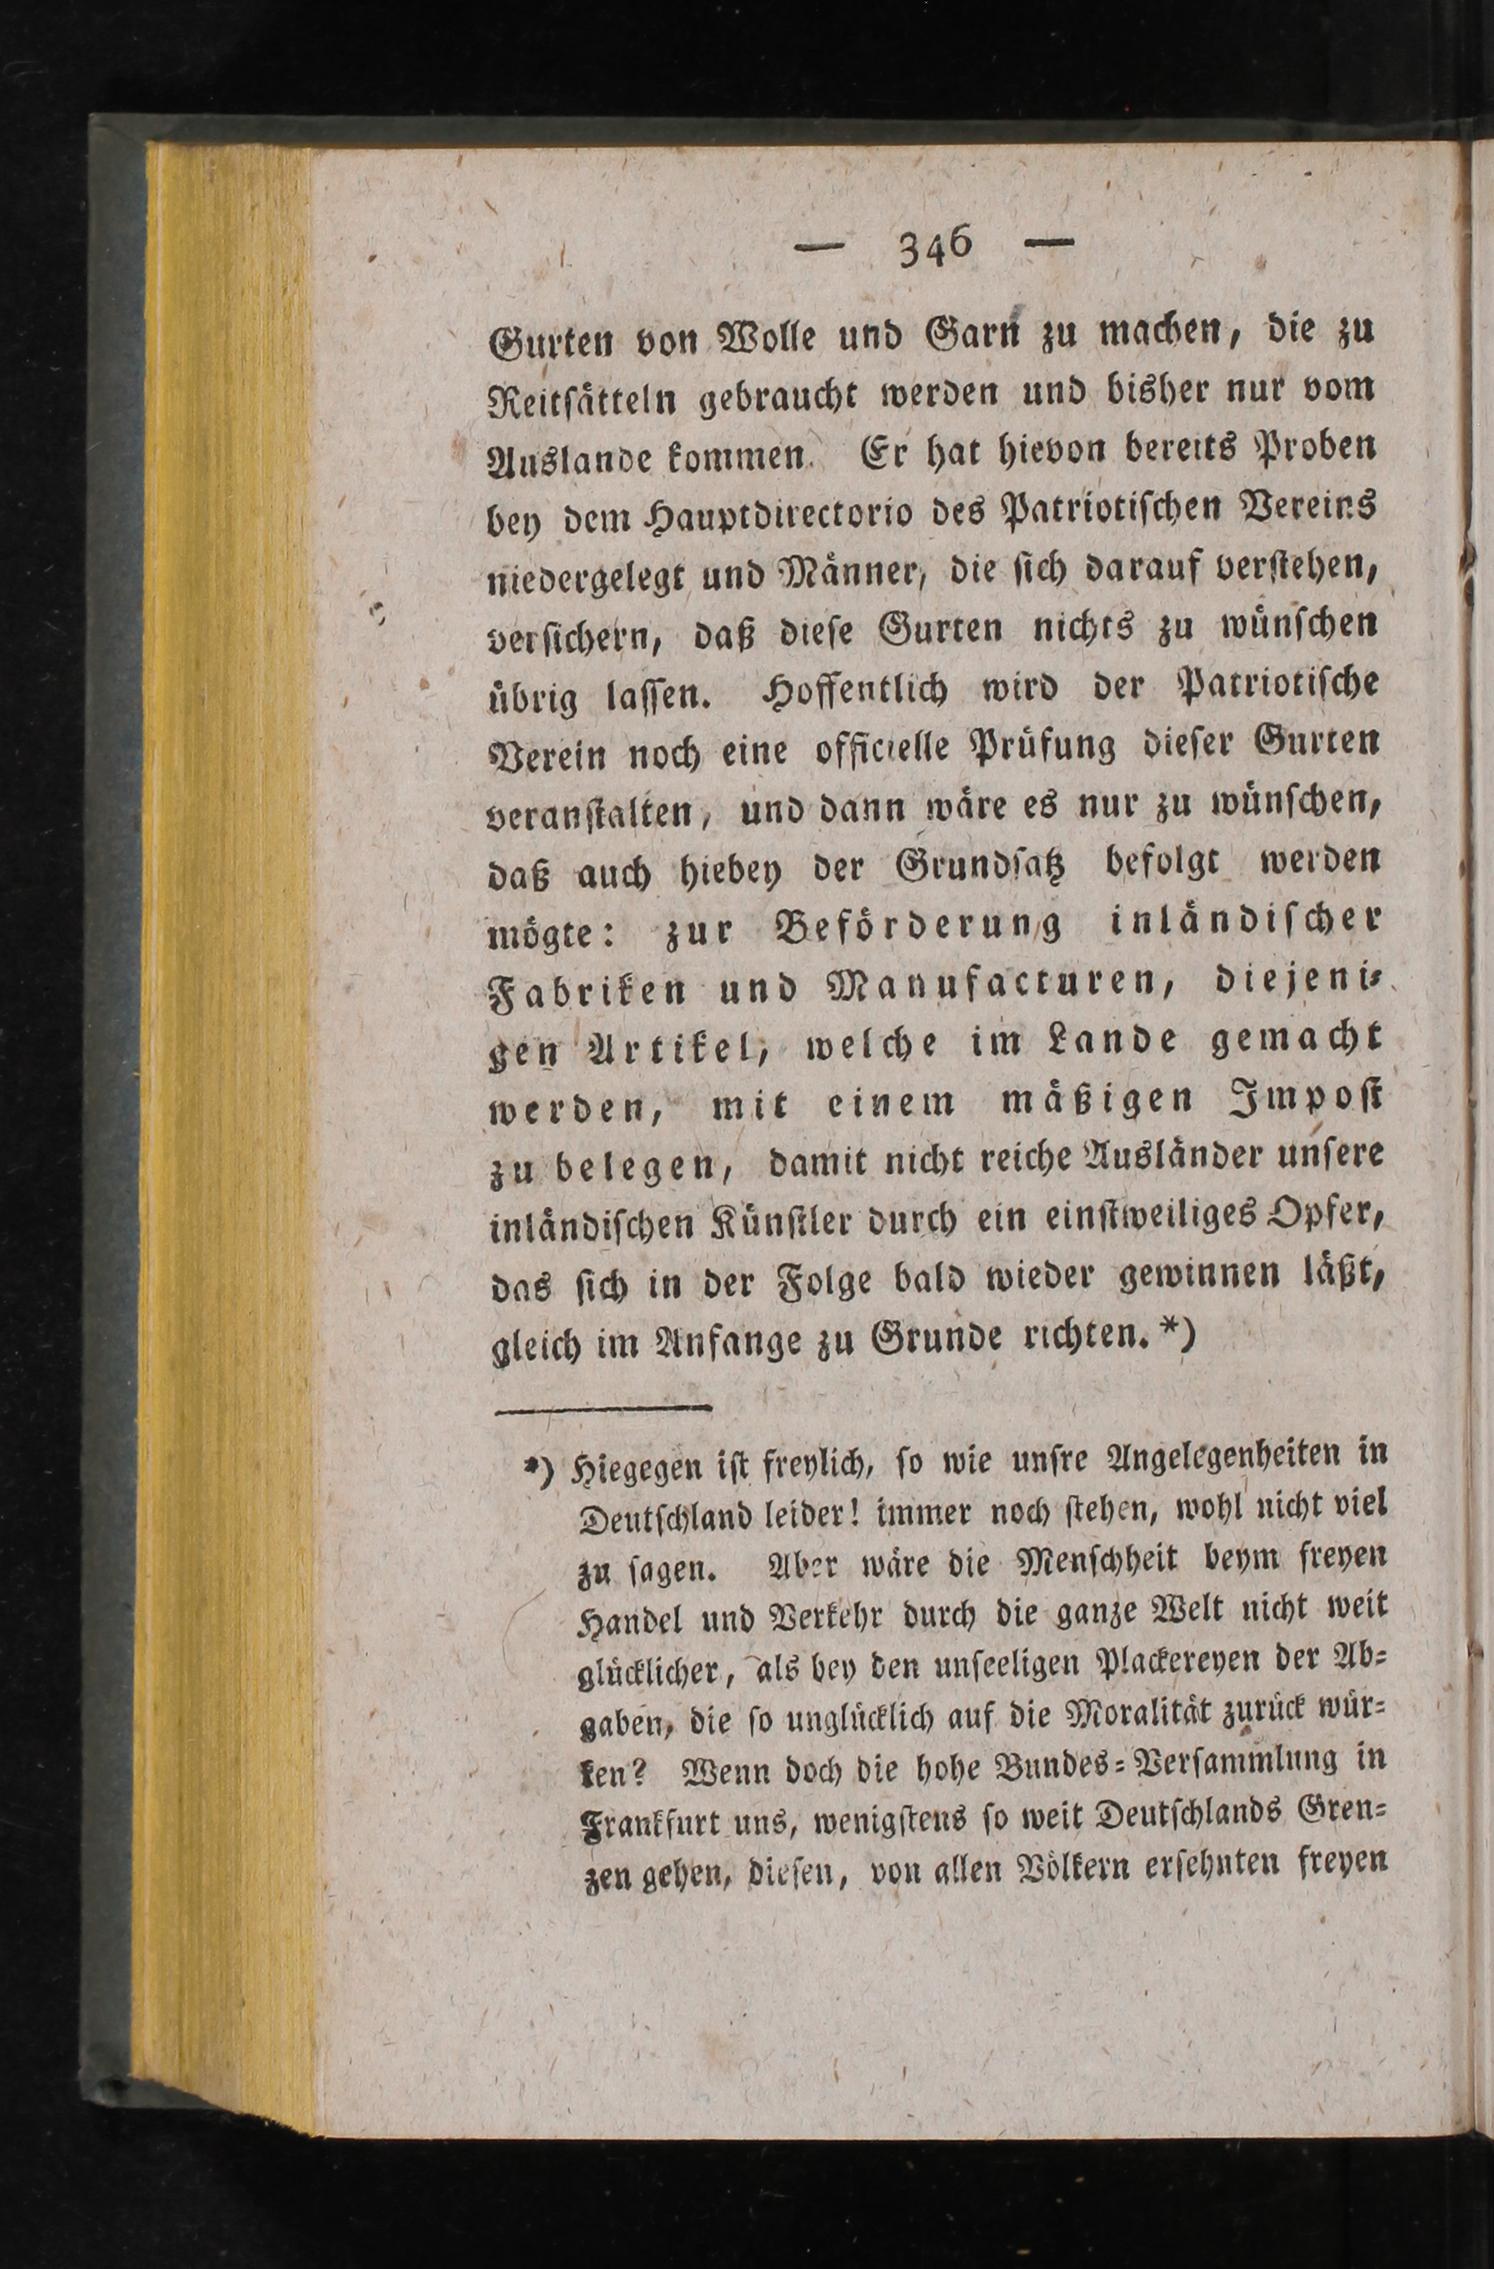 — 346 —
Gurten von Wolle und Garn zu machen, die zu
Reitsätteln gebraucht werden und bisher nur vom
Auslande kommen. Er hat hievon bereits Proben
bey dem Hauptdirectorio des Patriotischen Vereins
niedergelegt und Männer, die sich darauf verstehen,
versichern, daß diese Gurten nichts zu wünschen
übrig lassen. Hoffentlich wird der Patriotische
Verein noch eine officielle Prüfung dieser Gurten
veranstalten, und dann wäre es nur zu wünschen,
daß auch hiebey der Grundsatz befolgt werden
mögte: zur Beförderung inländischer
Fabriken und Manufacturen, diejeni-
gen Artikel, welche im Lande gemacht
werden, mit einem mäßigen Impost
zu belegen, damit nicht reiche Ausländer unsere
inländischen Künstler durch ein einstweiliges Opfer,
das sich in der Folge bald wieder gewinnen läßt,
gleich im Anfange zu Grunde richten. *)
*) Hiegegen ist freylich, so wie unsre Angelegenheiten in
Deutschland leider! immer noch stehen, wohl nicht viel
zu sagen. Aber wäre die Menschheit beym freyen
Handel und Verkehr durch die ganze Welt nicht weit
glücklicher, als bey den unseeligen Plackereyen der Ab-
gaben, die so unglücklich auf die Moralität zurück wür-
ken? Wenn doch die hohe Bundes-Versammlung in
Frankfurt uns, wenigstens so weit Deutschlands Gren-
zen gehen, diesen, von allen Völkern ersehnten freyen